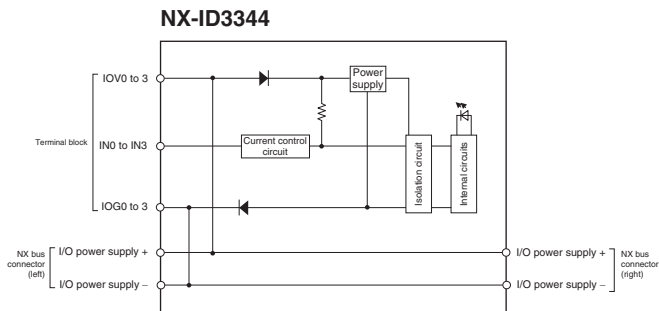 NX-ID3344
Terminal block
IOV0 to 3
IN0 to IN3
IOG0 to 3
Current control
circuit
Power
supply
Isolation circuit
Internal circuits
NX bus
connector
(left)
I/O power supply +
I/O power supply −
I/O power supply +
I/O power supply −
NX bus
connector
(right)